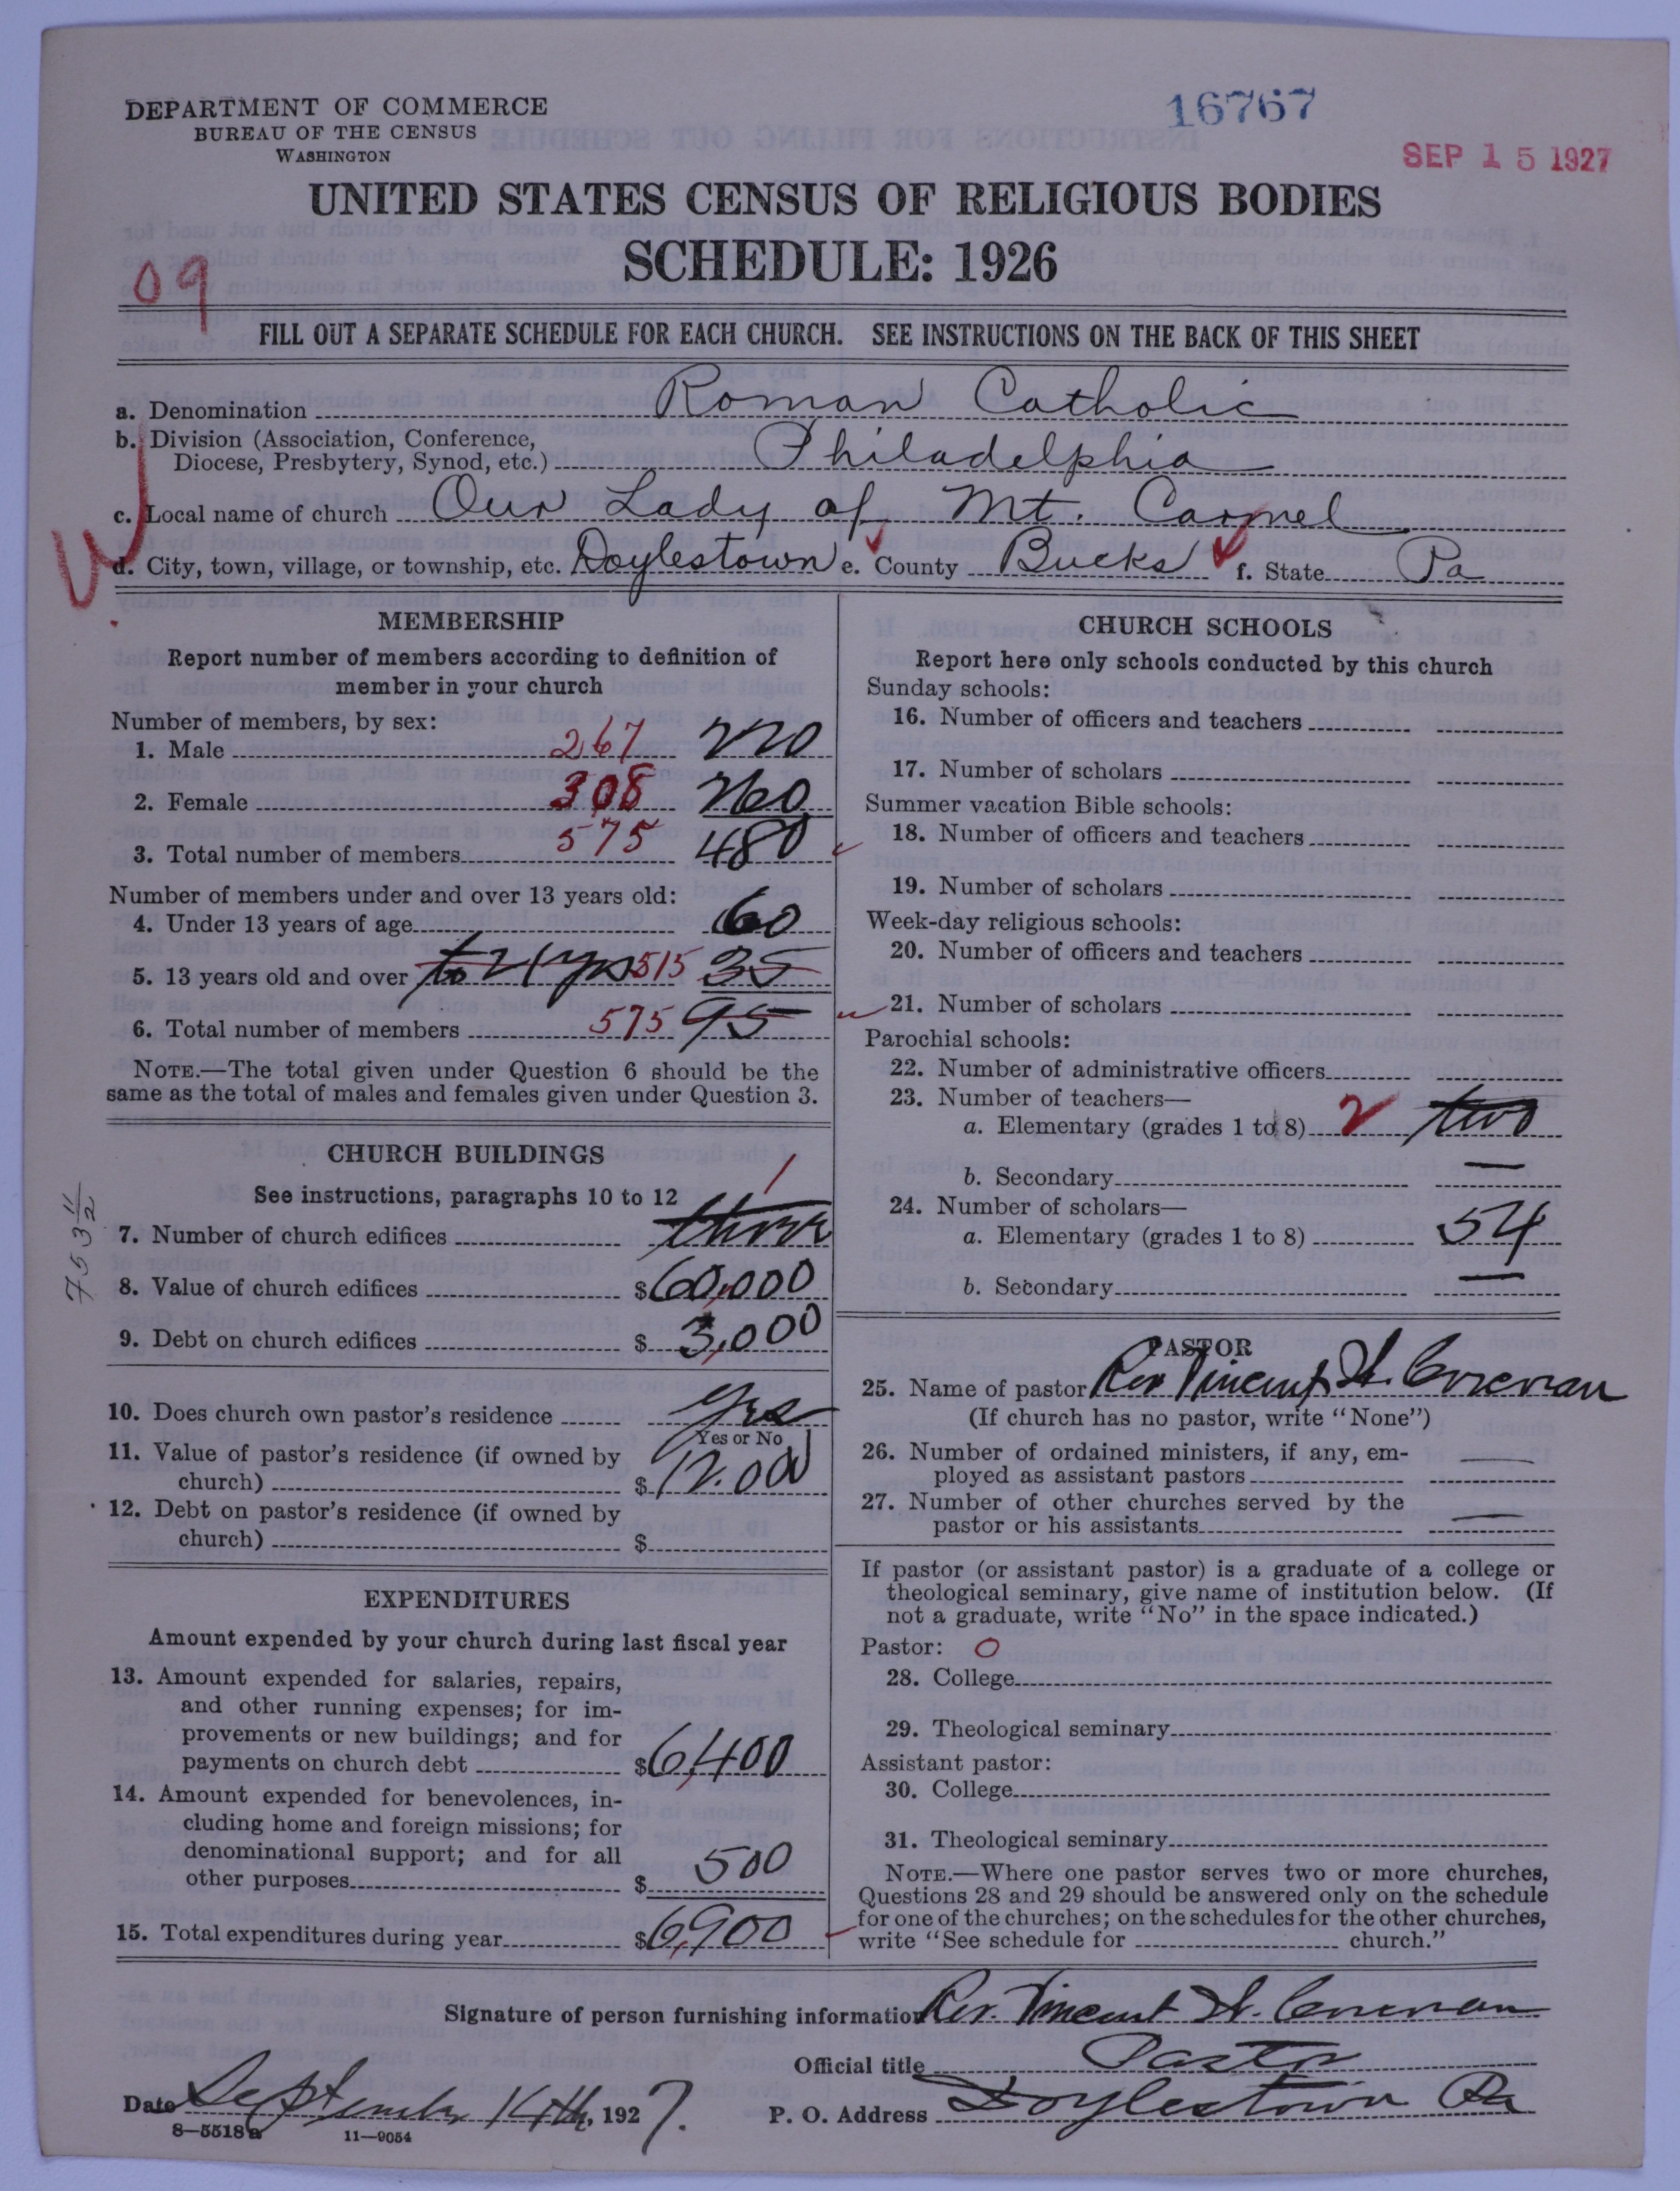 DEPARTMENT OF COMMERCE
BUREAU OF THE CENSUS
WASHINGTON
16767
SEP 15 1927
UNITED STATES CENSUS OF RELIGIOUS BODIES
SCHEDULE: 1926
09
FILL OUT A SEPARATE SCHEDULE FOR EACH CHURCH. SEE INSTRUCTIONS ON THE BACK OF THIS SHEET
a. Denomination Roman Catholic
b. Division (Association, Conference,
Diocese, Presbytery, Synod, etc.) Philadelphia
c. Local name of church Our Lady of Mt. Carmel
d. City, town, village, or township, etc. Doylestown e. County Bucks f. State Pa
MEMBERSHIP
Report number of members according to definition of
member in your church
Number of members, by sex:
1. Male 267 220
2. Female 308 260
3. Total number of members 575 480
Number of members under and over 13 years old:
4. Under 13 years of age 60
5. 13 years old and over to 21 yrs 515 35
6. Total number of members 575 95
NOTE.—The total given under Question 6 should be the
same as the total of males and females given under Question 3.
CHURCH BUILDINGS
See instructions, paragraphs 10 to 12
1
7. Number of church edifices three
8. Value of church edifices $60,000
9. Debt on church edifices $3,000
10. Does church own pastor's residence Yes
Yes or No
11. Value of pastor's residence (if owned by
church) $12.000
12. Debt on pastor's residence (if owned by
church) $
EXPENDITURES
Amount expended by your church during last fiscal year
13. Amount expended for salaries, repairs,
and other running expenses; for im-
provements or new buildings; and for
payments on church debt $6,400
14. Amount expended for benevolences, in-
cluding home and foreign missions; for
denominational support; and for all
other purposes $500
15. Total expenditures during year $6,900
CHURCH SCHOOLS
Report here only schools conducted by this church
Sunday schools:
16. Number of officers and teachers
17. Number of scholars
Summer vacation Bible schools:
18. Number of officers and teachers
19. Number of scholars
Week-day religious schools:
20. Number of officers and teachers
21. Number of scholars
Parochial schools:
22. Number of administrative officers
23. Number of teachers—
a. Elementary (grades 1 to 8) 2 two
b. Secondary —
24. Number of scholars—
a. Elementary (grades 1 to 8) 54
b. Secondary —
PASTOR
25. Name of pastor Rev Vincent A. Corcoran
(If church has no pastor, write "None")
26. Number of ordained ministers, if any, em-
ployed as assistant pastors —
27. Number of other churches served by the
pastor or his assistants —
If pastor (or assistant pastor) is a graduate of a college or
theological seminary, give name of institution below. (If
not a graduate, write "No" in the space indicated.)
Pastor: O
28. College
29. Theological seminary
Assistant pastor:
30. College
31. Theological seminary
NOTE.—Where one pastor serves two or more churches,
Questions 28 and 29 should be answered only on the schedule
for one of the churches; on the schedules for the other churches,
write "See schedule for church."
Signature of person furnishing information Rev. Vincent A. Corcoran
Official title Pastor
Date September 14th, 1927. P. O. Address Doylestown Pa
8—5518a 11—9054